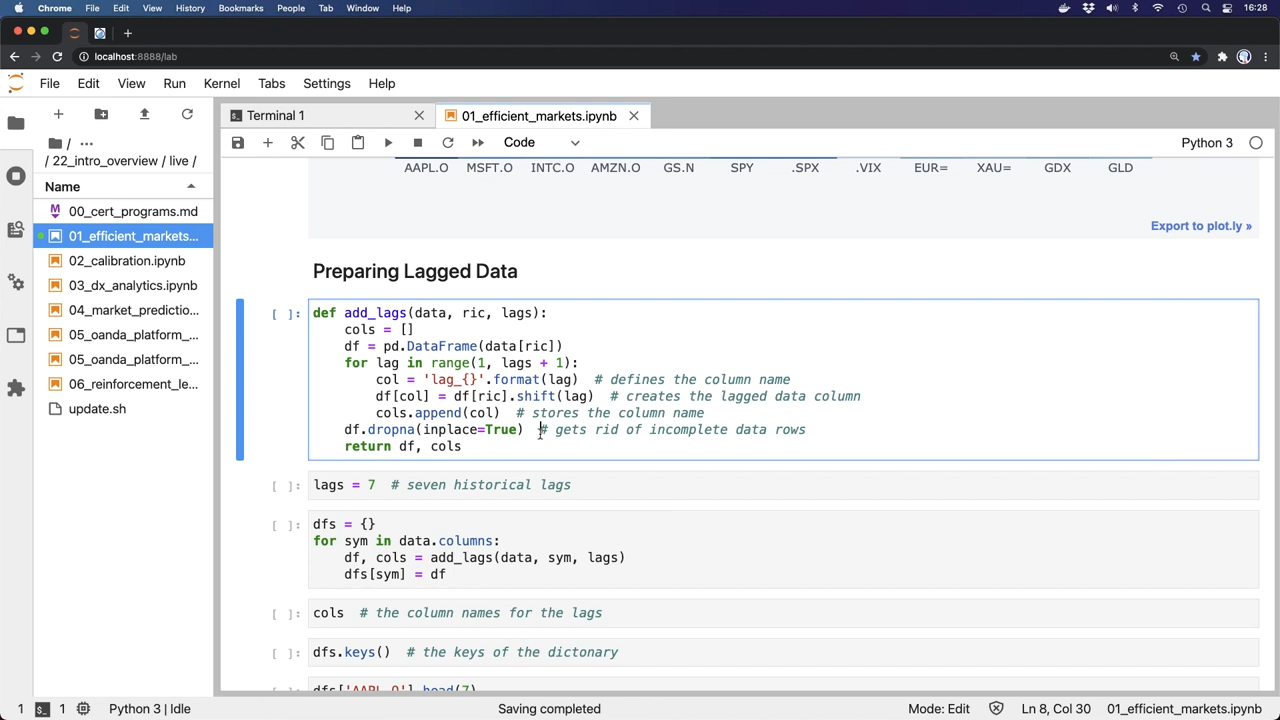 Chrome File Edit View History Bookmarks People Tab Window Help 16:28
localhost:8888/lab
File Edit View Run Kernel Tabs Settings Help
Terminal 1
01_efficient_markets.ipynb
/ ...
/ 22_intro_overview / live /
Name
00_cert_programs.md
01_efficient_markets...
02_calibration.ipynb
03_dx_analytics.ipynb
04_market_predictio...
05_oanda_platform_...
05_oanda_platform_...
06_reinforcement_le...
update.sh
Code
Python 3
AAPL.O MSFT.O INTC.O AMZN.O GS.N SPY .SPX .VIX EUR= XAU= GDX GLD
Export to plot.ly »
Preparing Lagged Data
[ ]: def add_lags(data, ric, lags):
cols = []
df = pd.DataFrame(data[ric])
for lag in range(1, lags + 1):
col = 'lag_{}'.format(lag)  # defines the column name
df[col] = df[ric].shift(lag)  # creates the lagged data column
cols.append(col)  # stores the column name
df.dropna(inplace=True)  # gets rid of incomplete data rows
return df, cols
[ ]: lags = 7  # seven historical lags
[ ]: dfs = {}
for sym in data.columns:
df, cols = add_lags(data, sym, lags)
dfs[sym] = df
[ ]: cols  # the column names for the lags
[ ]: dfs.keys()  # the keys of the dictonary
[ ]: dfs['AAPL.O'].head(7)
1 1 Python 3 | Idle Saving completed Mode: Edit Ln 8, Col 30 01_efficient_markets.ipynb